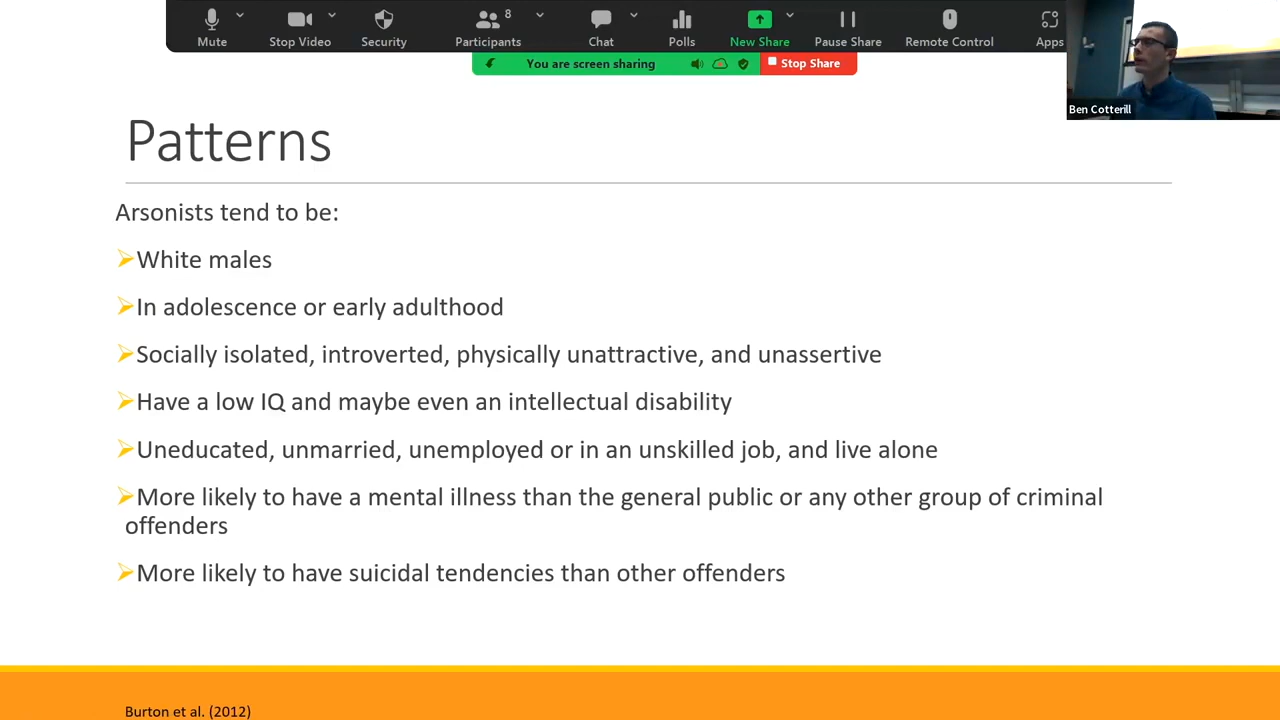 8
Mute
Stop Video
Security
Participants
Chat
Polls
New Share
Pause Share
Remote Control
Apps
You are screen sharing
Stop Share
Ben Cotterill
Patterns
Arsonists tend to be:
White males
In adolescence or early adulthood
Socially isolated, introverted, physically unattractive, and unassertive
Have a low IQ and maybe even an intellectual disability
Uneducated, unmarried, unemployed or in an unskilled job, and live alone
More likely to have a mental illness than the general public or any other group of criminal
offenders
More likely to have suicidal tendencies than other offenders
Burton et al. (2012)